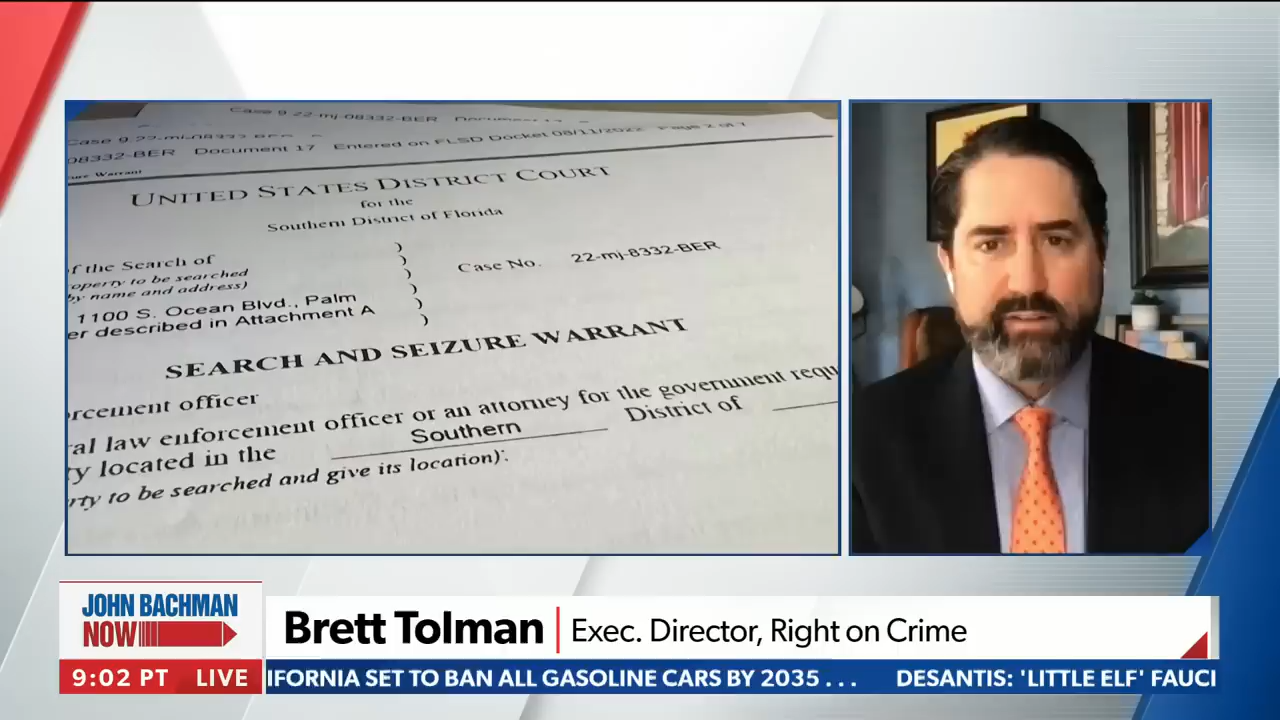 Case 9:22-mj-08332-BER
08332-BER Document 17 Entered on FLSD Docket 08/11/2022 Page 2 of 7
ure Warrant
UNITED STATES DISTRICT COURT
for the
Southern District of Florida
f the Search of
operty to be searched
by name and address)
1100 S. Ocean Blvd., Palm
er described in Attachment A
)
)
)
)
)
)
Case No. 22-mj-8332-BER
SEARCH AND SEIZURE WARRANT
rcement officer
ral law enforcement officer or an attorney for the government requ
ty located in the Southern District of
rty to be searched and give its location):
JOHN BACHMAN
NOW
Brett Tolman
Exec. Director, Right on Crime
9:02 PT LIVE
IFORNIA SET TO BAN ALL GASOLINE CARS BY 2035 . . . DESANTIS: 'LITTLE ELF' FAUCI